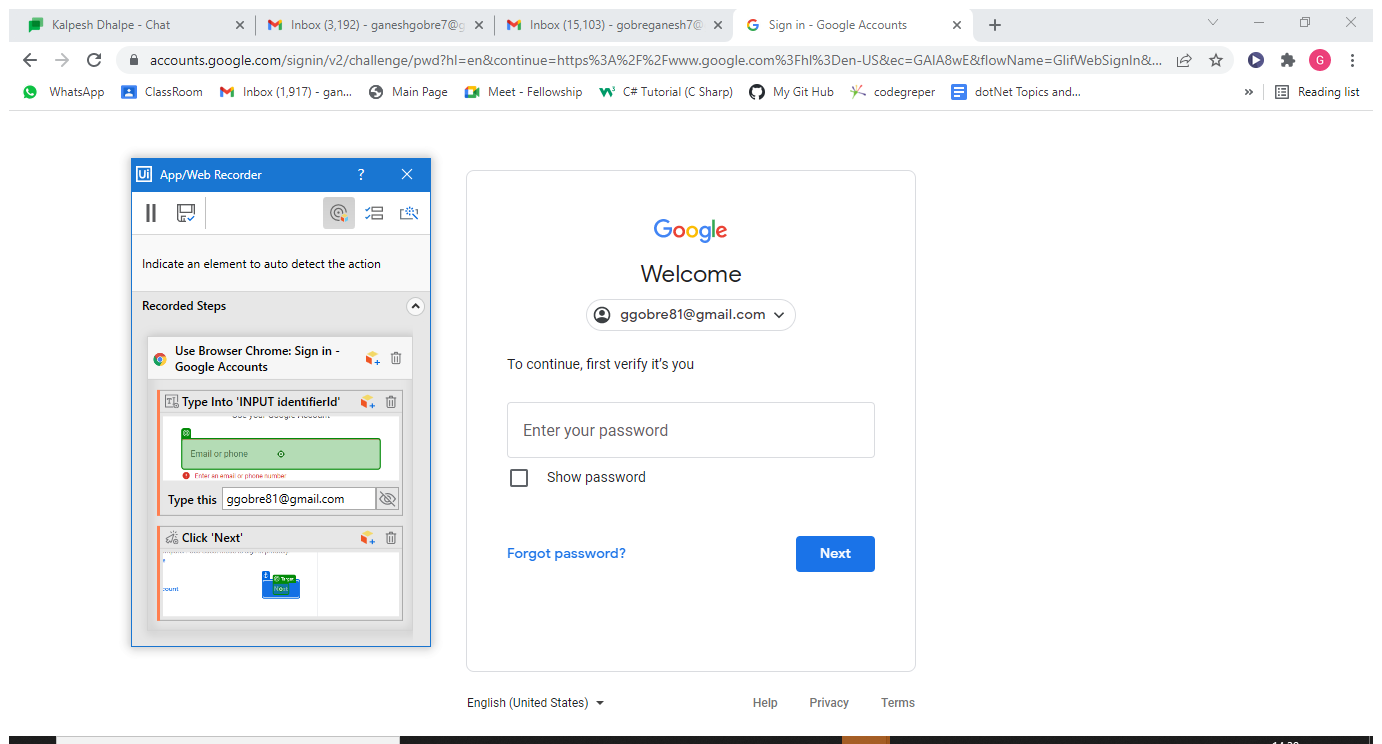 Kalpesh Dhalpe - Chat
Inbox (3,192) - ganeshgobre7@g
Inbox (15,103) - gobreganesh7@
Sign in - Google Accounts
accounts.google.com/signin/v2/challenge/pwd?hl=en&continue=https%3A%2F%2Fwww.google.com%3Fhl%3Den-US&ec=GAlA8wE&flowName=GlifWebSignIn&...
G
WhatsApp
ClassRoom
Inbox (1,917) - gan...
Main Page
Meet - Fellowship
C# Tutorial (C Sharp)
My Git Hub
codegreper
dotNet Topics and...
»
Reading list
Ui App/Web Recorder ?
Indicate an element to auto detect the action
Recorded Steps
Use Browser Chrome: Sign in -
Google Accounts
Type Into 'INPUT identifierId'
Use your Google Account
Email or phone
Enter an email or phone number
Type this ggobre81@gmail.com
Click 'Next'
Target
Next
count
Google
Welcome
ggobre81@gmail.com
To continue, first verify it's you
Enter your password
Show password
Forgot password?
Next
English (United States)
Help
Privacy
Terms